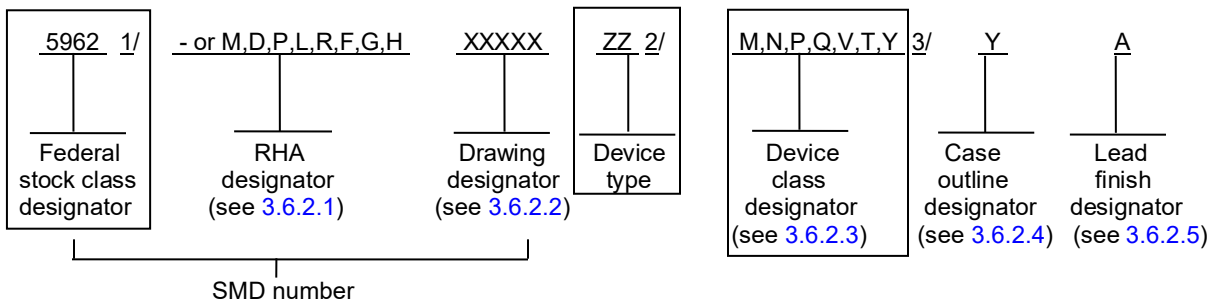 5962 1/ - or M,D,P,L,R,F,G,H XXXXX ZZ 2/ M,N,P,Q,V,T,Y 3/ Y A
Federal stock class designator
RHA designator (see 3.6.2.1)
Drawing designator (see 3.6.2.2)
Device type
Device class designator (see 3.6.2.3)
Case outline designator (see 3.6.2.4)
Lead finish designator (see 3.6.2.5)
SMD number